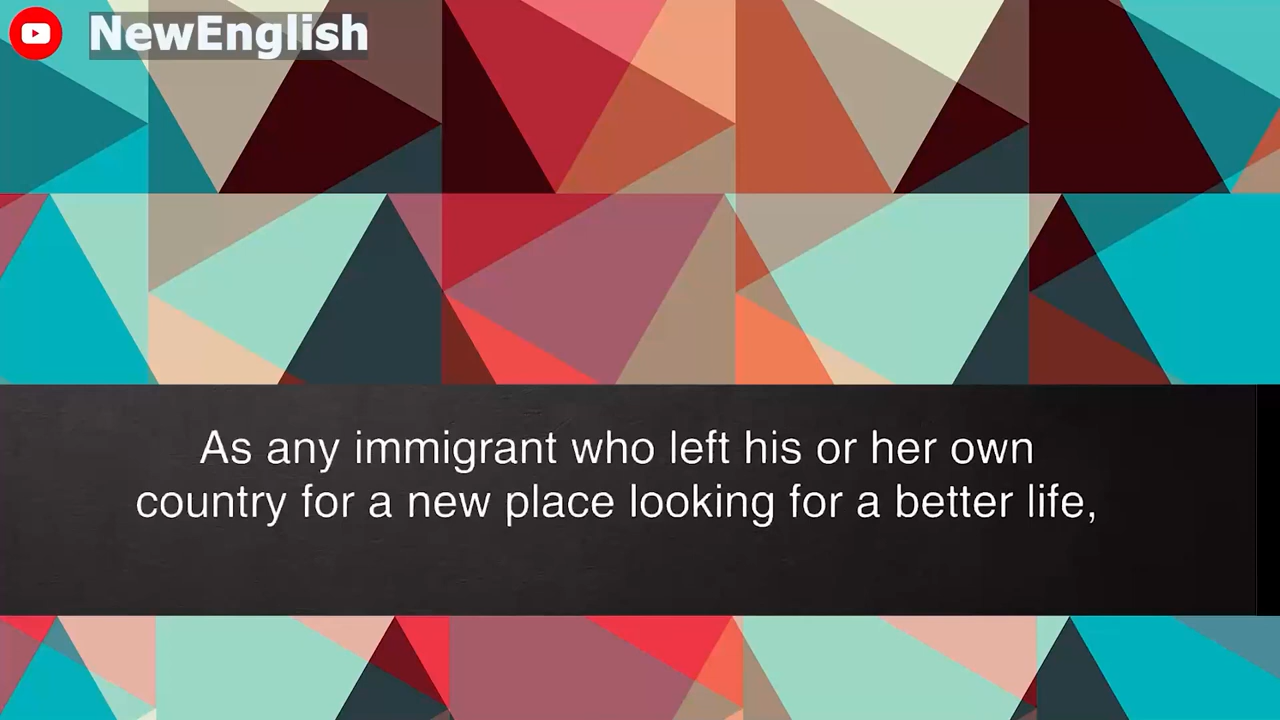 NewEnglish
As any immigrant who left his or her own
country for a new place looking for a better life,